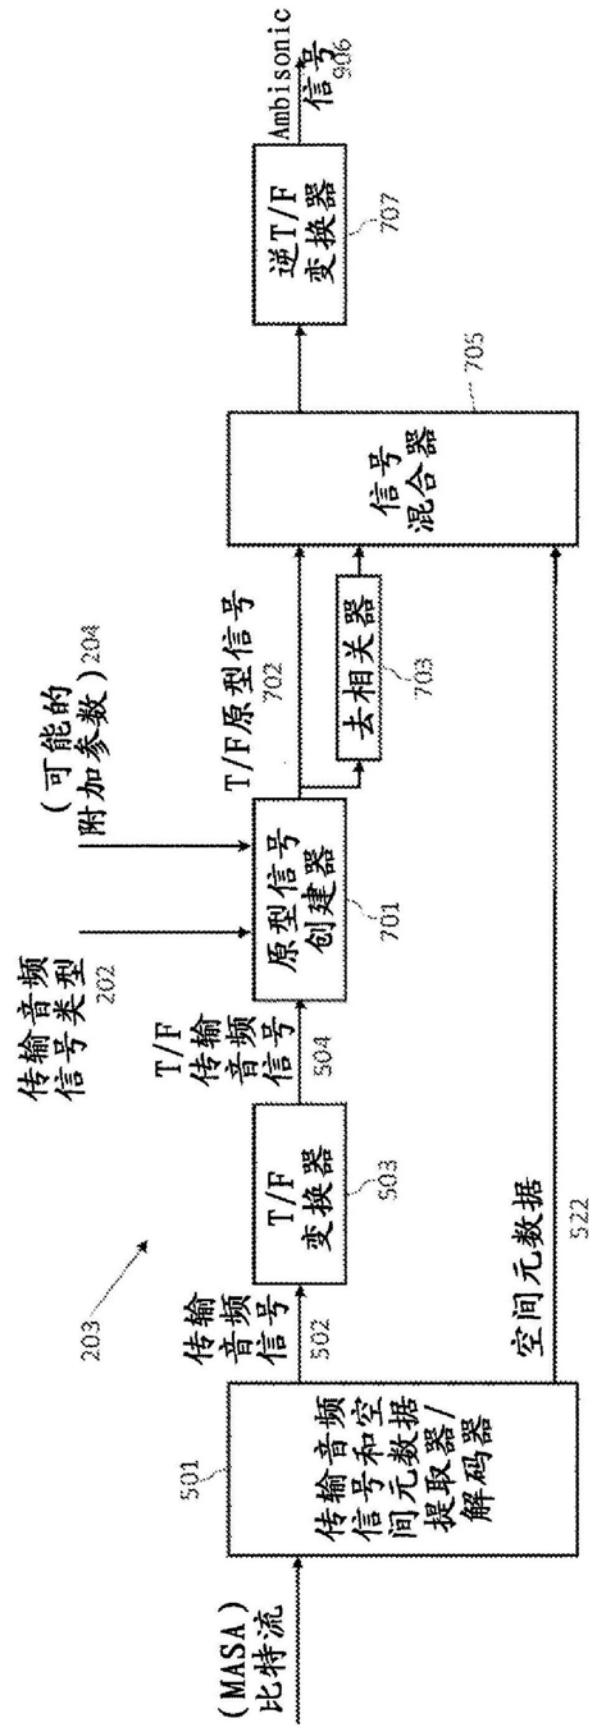 (MASA)
比特流
501
传输音频
信号和空
间元数据
提取器/
解码器
203
传输
音频
信号
502
T/F
变换器
503
T/F
传输
音频
信号
504
传输音频
信号类型
202
(可能的
附加参数)204
原型信号
创建器
701
T/F原型信号
702
去相关器
703
空间元数据
522
信号
混合器
705
逆T/F
变换器
707
Ambisonic
信号
906